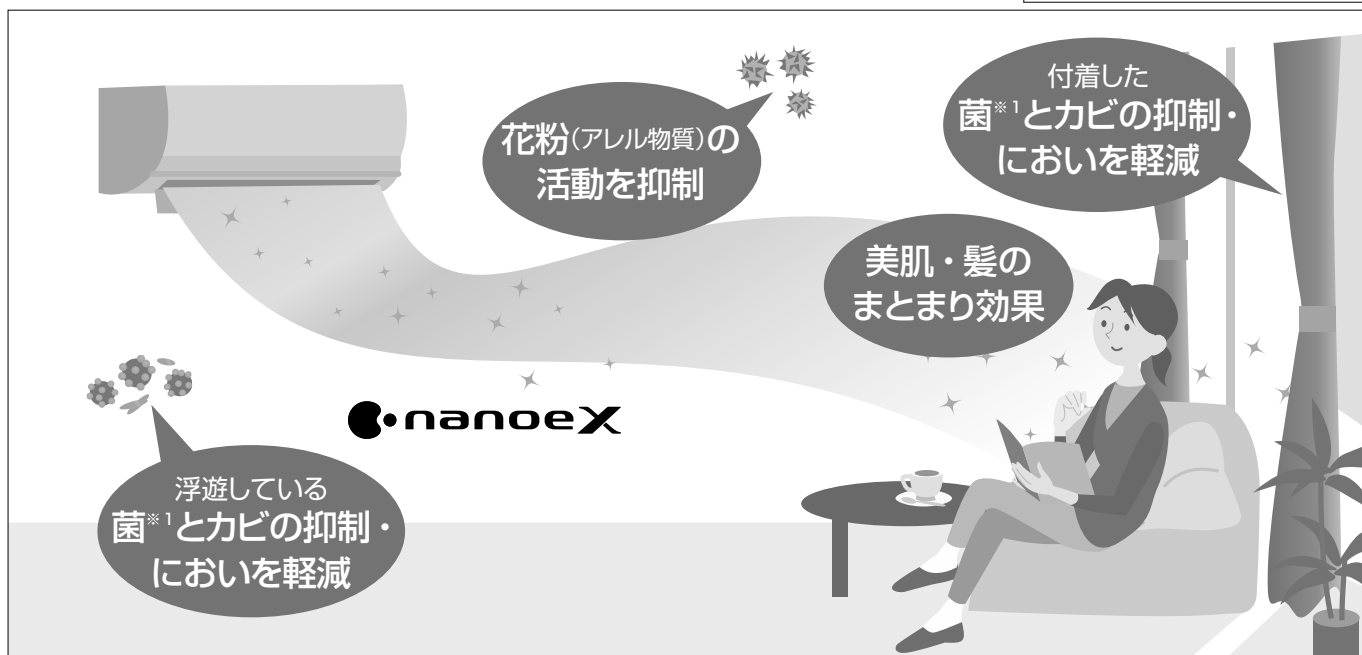 花粉(アレル物質)の
活動を抑制
付着した
菌※1とカビの抑制・
においを軽減
美肌・髪の
まとまり効果
nanoeX
浮遊している
菌※1とカビの抑制・
においを軽減